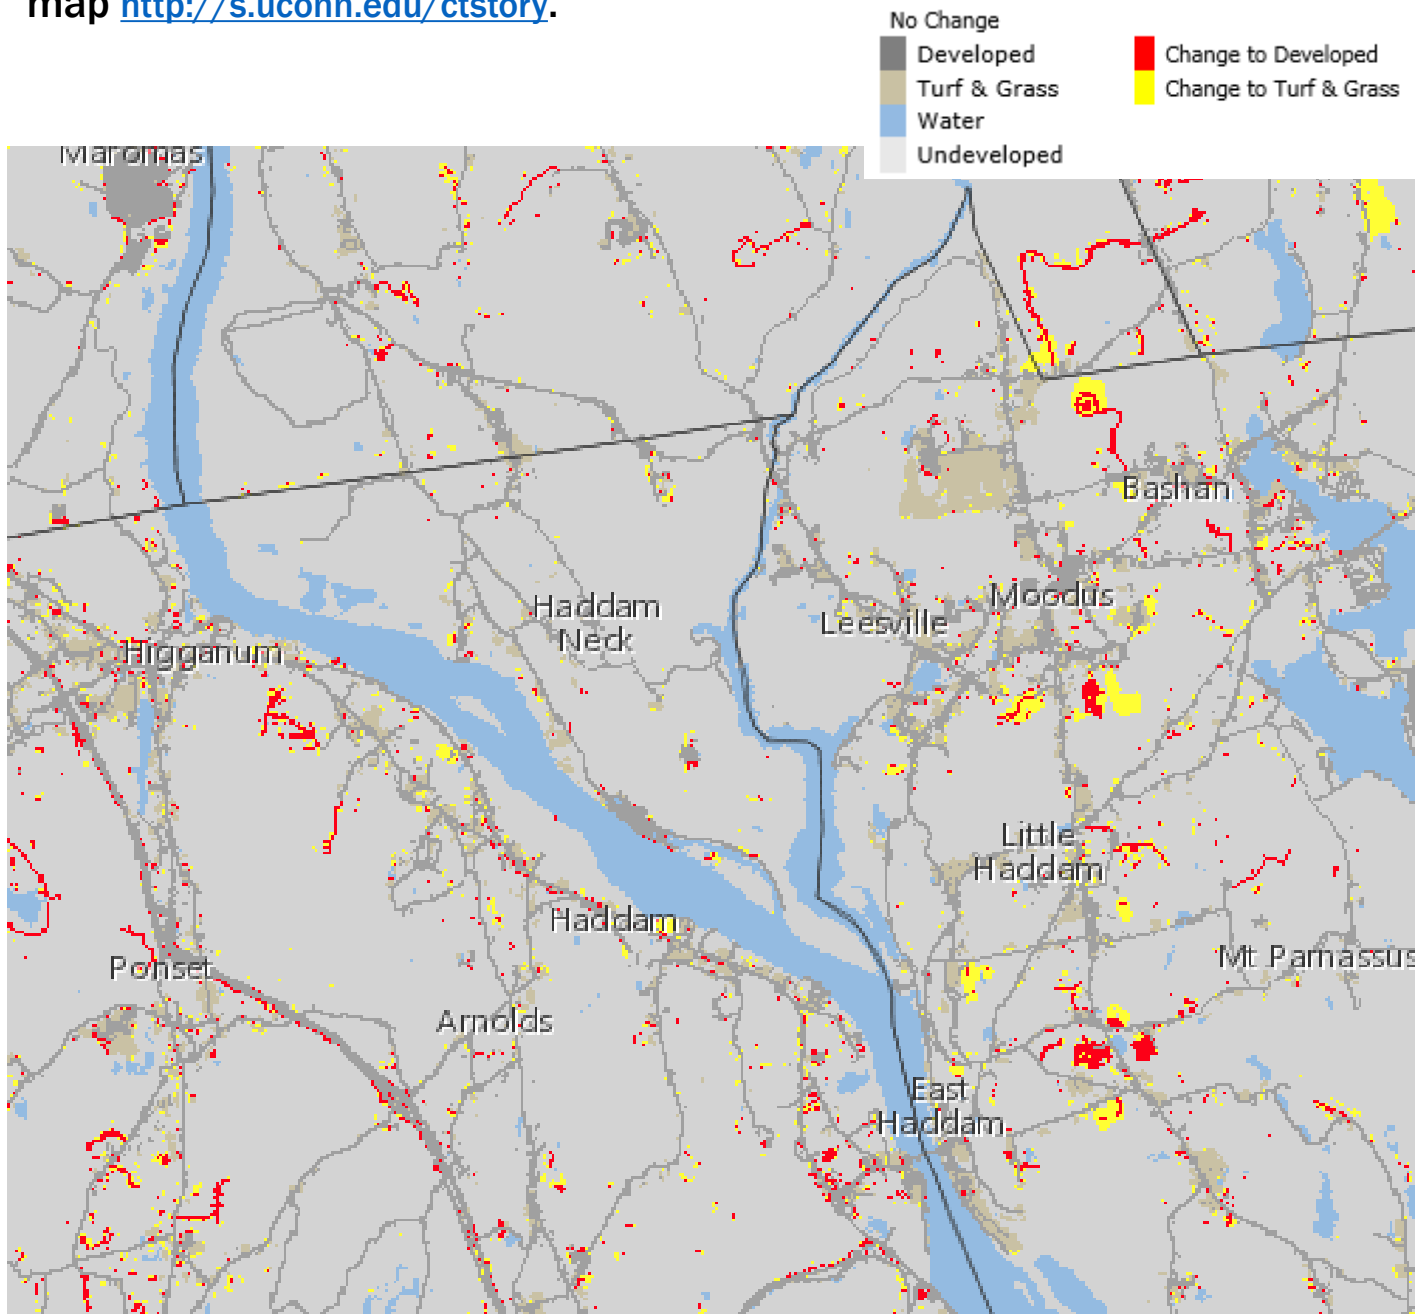 map http://s.uconn.edu/ctstory.
No Change
Developed
Turf & Grass
Water
Undeveloped
Change to Developed
Change to Turf & Grass
Maromas
Bashan
Moodus
Haddam
Neck
Leesville
Higganum
Little
Haddam
Haddam
Mt Parnassus
Ponset
Arnolds
East
Haddam